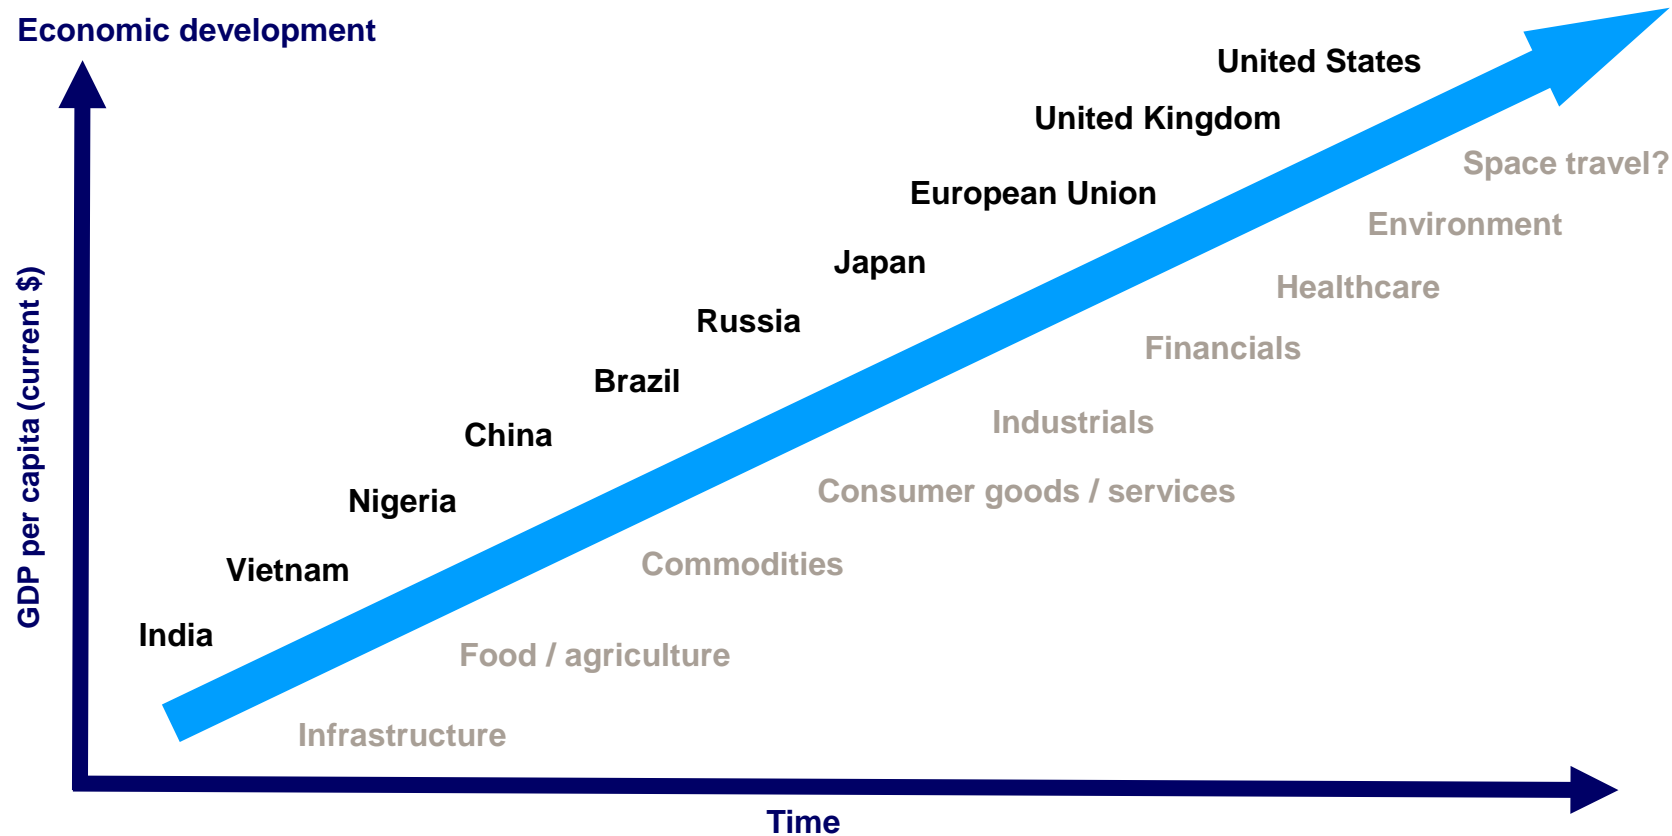 Economic development
United States
United Kingdom
Space travel?
European Union
Environment
Japan
Healthcare
Russia
Financials
Brazil
Industrials
China
Consumer goods / services
Nigeria
Commodities
Vietnam
India
Food / agriculture
Infrastructure
GDP per capita (current $)
Time